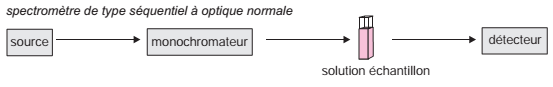 spectromètre de type séquentiel à optique normale
source
monochromateur
détecteur
solution échantillon